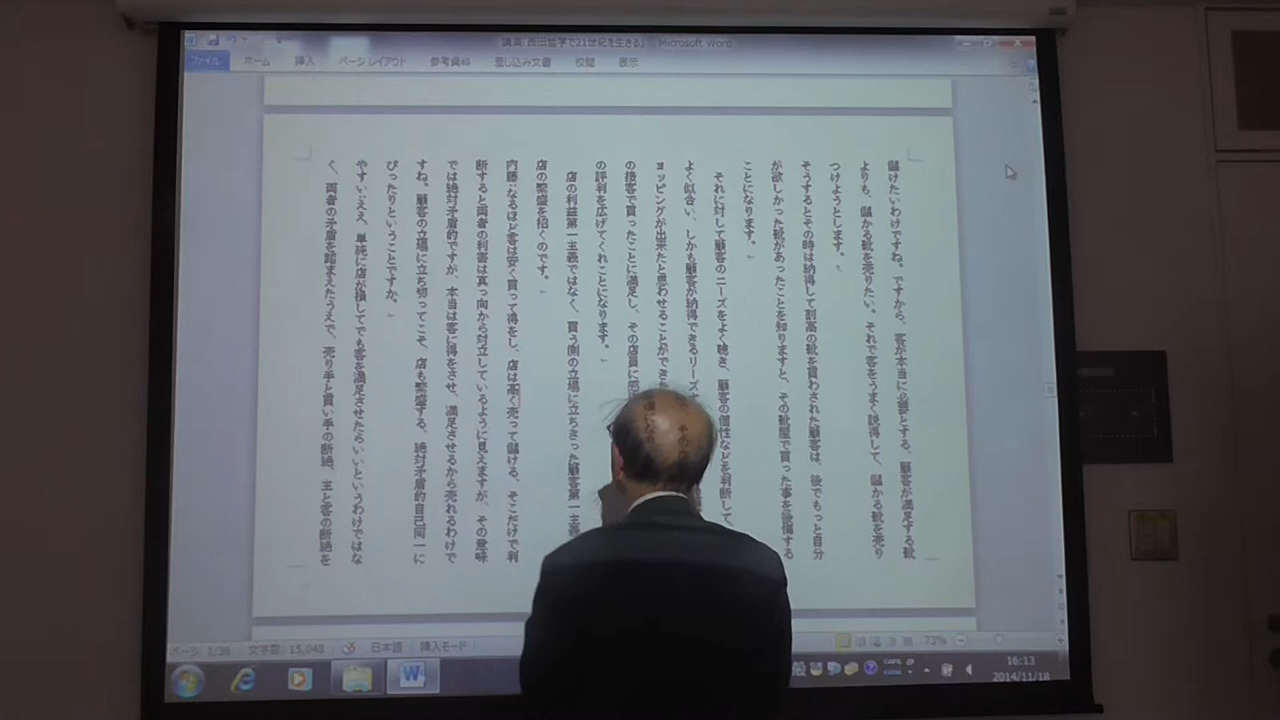 講演「西田哲学で21世紀を生きる」 - Microsoft Word
ファイル ホーム 挿入 ページ レイアウト 参考資料 差し込み文書 校閲 表示
儲けたいわけですね。ですから、客が本当に必要とする、顧客が満足する靴
よりも、儲かる靴を売りたい。それで客をうまく説得して、儲かる靴を売り
つけようとします。
そうするとその時は納得して割高の靴を買わされた顧客は、後でもっと自分
が欲しかった靴があったことを知りますと、その靴屋で買った事を後悔する
ことになります。
それに対して顧客のニーズをよく聴き、顧客の個性などを判断して、
よく似合い、しかも顧客が納得できるリーズ
ョッピングが出来たと思わせることができた
の接客で買ったことに満足し、その店員に
の評判を広げてくれことになります。
店の利益第一主義ではなく、買う側の立場に立ちきった顧客第一主義
店の繁盛を招くのです。
内藤:なるほど客は安く買って得をし、店は高く売って儲ける、そこだけで判
断すると両者の利害は真っ向から対立しているように見えますが、その意味
では絶対矛盾的ですが、本当は客に得をさせ、満足させるから売れるわけで
すね。顧客の立場に立ち切ってこそ、店も繁盛する、絶対矛盾的自己同一に
ぴったりということですか。
やすい:ええ、単純に店が損してでも客を満足させたらいいというわけではな
く、両者の矛盾を踏まえたうえで、売り手と買い手の断絶、主と客の断絶を
ページ: 1/36 文字数: 15,048 日本語 挿入モード 73%
般 CAPS KANA 16:13
2014/11/18